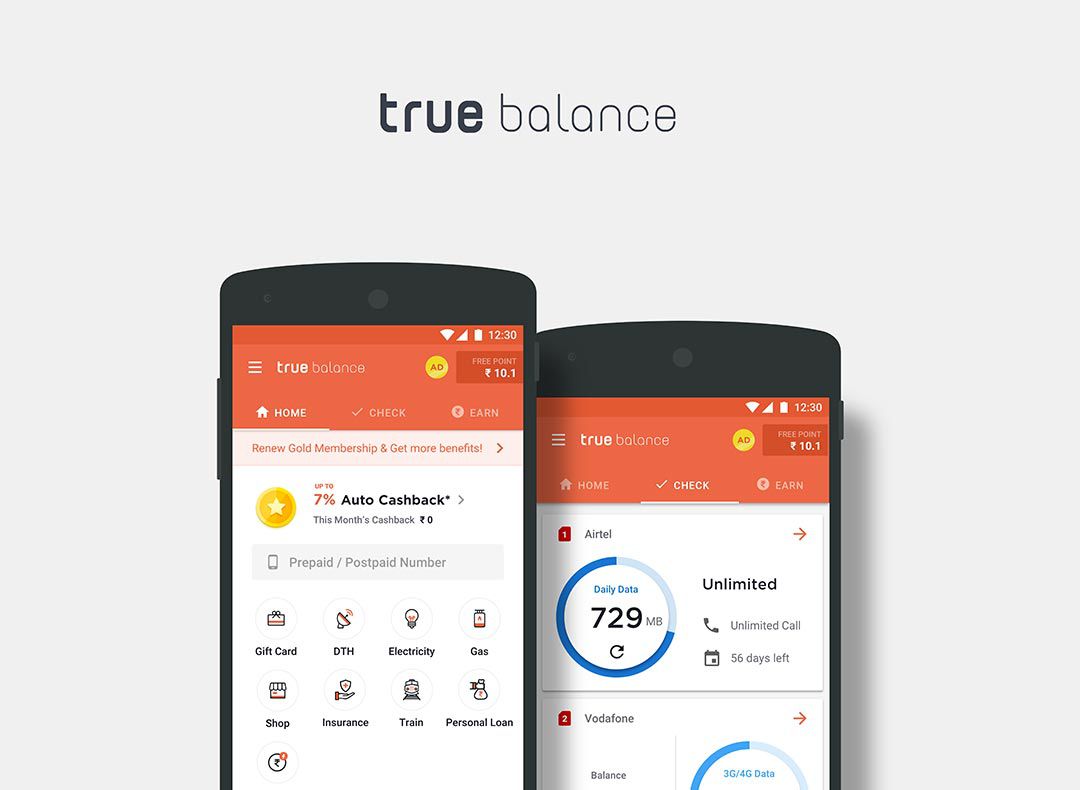 true balance
12:30
true balance
AD
FREE POINT
₹ 10.1
HOME
CHECK
₹ EARN
Renew Gold Membership & Get more benefits!
UP TO
7% Auto Cashback*
This Month's Cashback ₹ 0
Prepaid / Postpaid Number
Gift Card DTH Electricity Gas
Shop Insurance Train Personal Loan
₹
12:30
true balance
AD
FREE POINT
₹ 10.1
HOME
CHECK
₹ EARN
1 Airtel
Daily Data
729 MB
Unlimited
Unlimited Call
56 days left
2 Vodafone
Balance
3G/4G Data